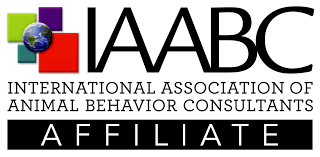 IAABC
INTERNATIONAL ASSOCIATION OF
ANIMAL BEHAVIOR CONSULTANTS
AFFILIATE